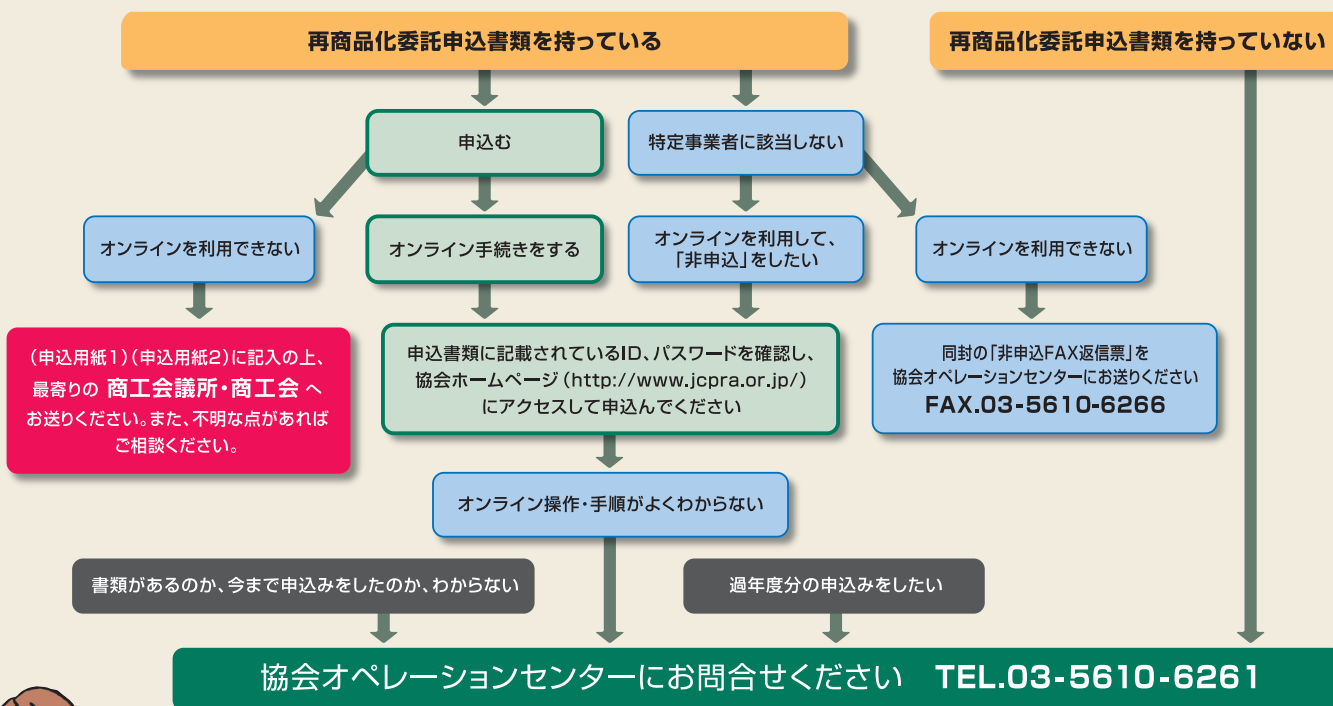 再商品化委託申込書類を持っている
再商品化委託申込書類を持っていない
申込む
特定事業者に該当しない
オンラインを利用できない
オンライン手続きをする
オンラインを利用して、
「非申込」をしたい
オンラインを利用できない
(申込用紙1)(申込用紙2)に記入の上、
最寄りの 商工会議所・商工会 へ
お送りください。また、不明な点があれば
ご相談ください。
申込書類に記載されているID、パスワードを確認し、
協会ホームページ(http://www.jcpra.or.jp/)
にアクセスして申込んでください
同封の「非申込FAX返信票」を
協会オペレーションセンターにお送りください
FAX.03-5610-6266
オンライン操作・手順がよくわからない
書類があるのか、今まで申込みをしたのか、わからない
過年度分の申込みをしたい
協会オペレーションセンターにお問合せください TEL.03-5610-6261